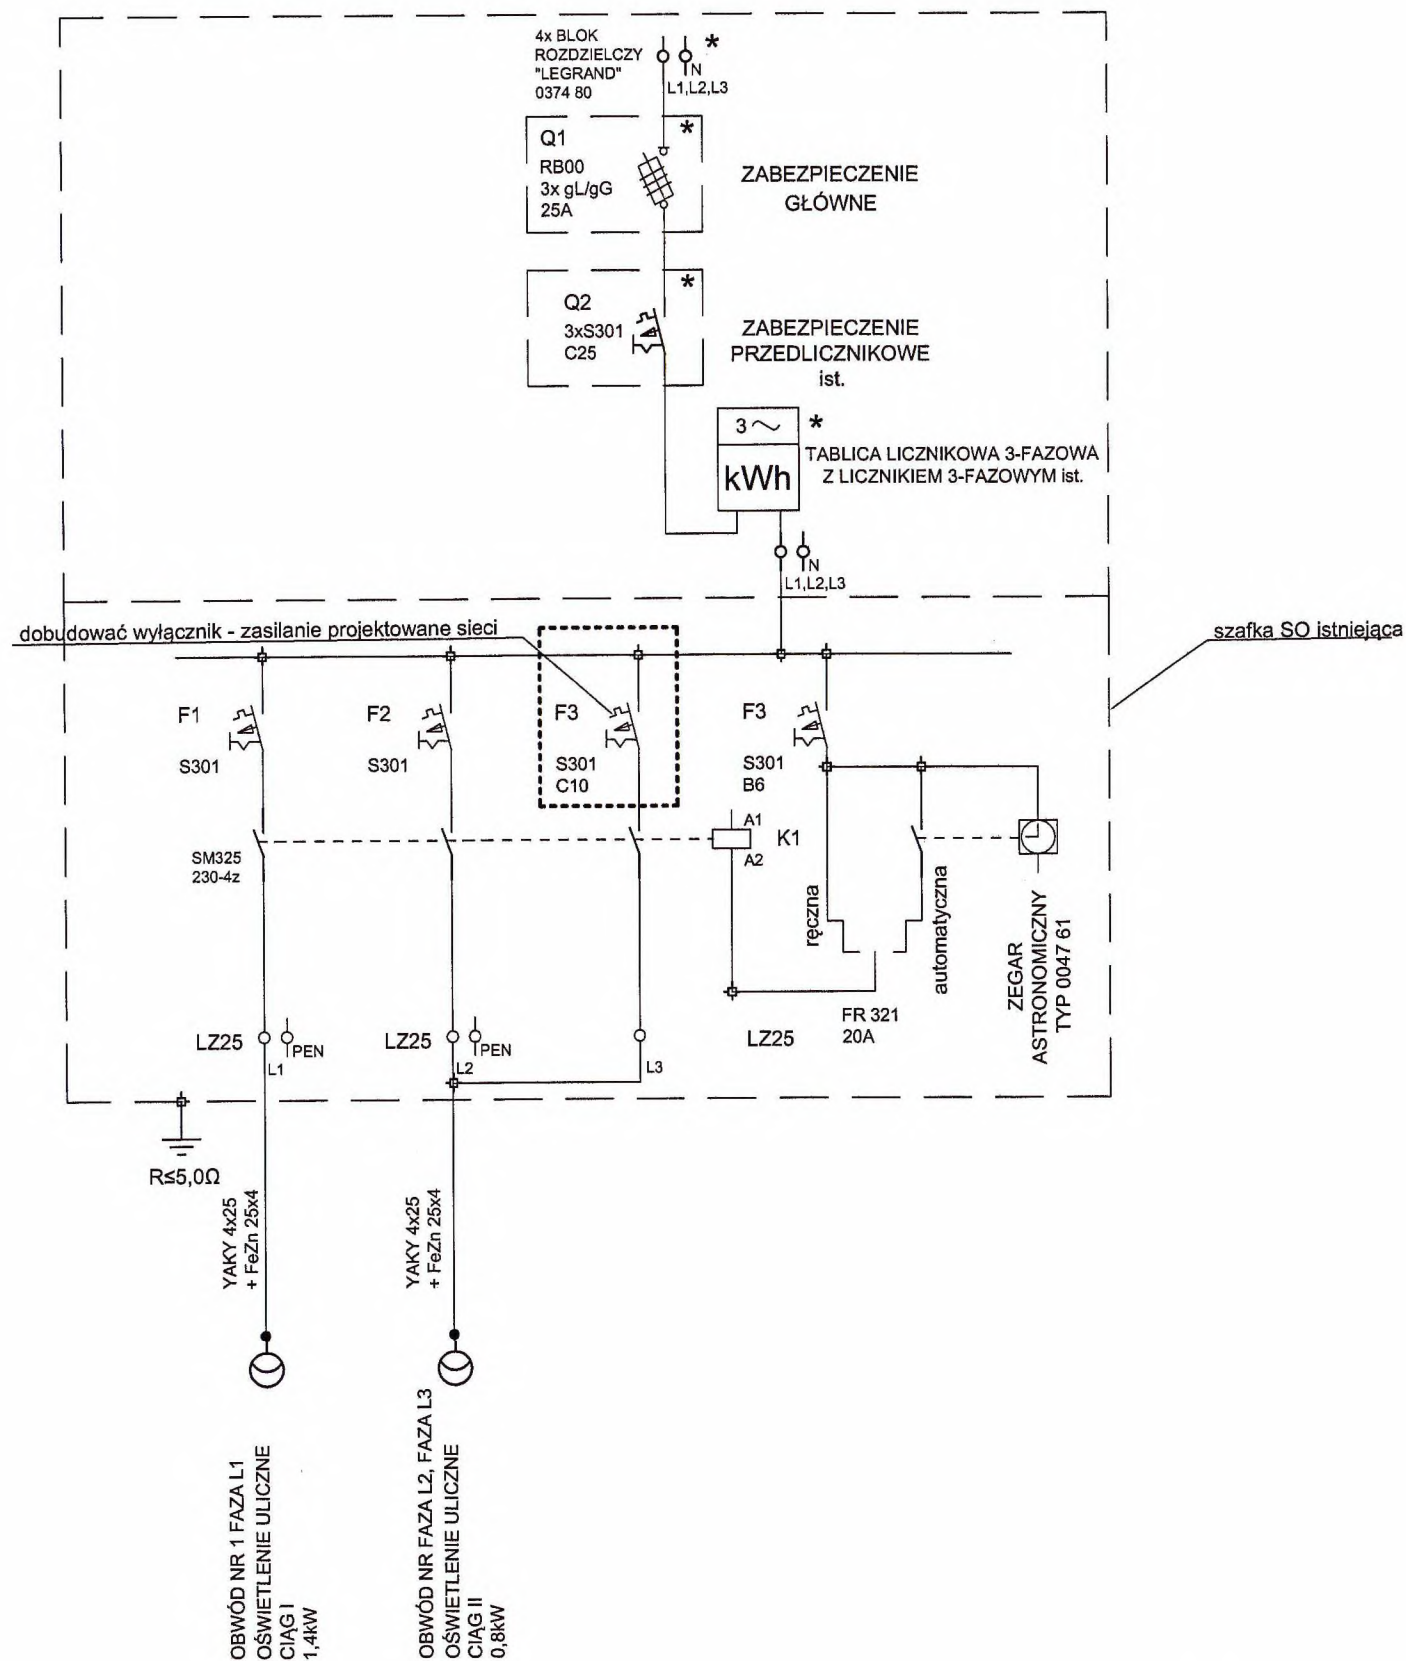 4x BLOK
ROZDZIELCZY
"LEGRAND"
0374 80
*
N
L1,L2,L3
*
Q1
RB00
3x gL/gG
25A
ZABEZPIECZENIE
GŁÓWNE
*
Q2
3xS301
C25
ZABEZPIECZENIE
PRZEDLICZNIKOWE
ist.
3~
*
kWh
TABLICA LICZNIKOWA 3-FAZOWA
Z LICZNIKIEM 3-FAZOWYM ist.
N
L1,L2,L3
dobudować wyłącznik - zasilanie projektowane sieci
szafka SO istniejąca
F1
S301
F2
S301
F3
S301
C10
F3
S301
B6
SM325
230-4z
A1
A2
K1
ręczna
automatyczna
ZEGAR
ASTRONOMICZNY
TYP 0047 61
FR 321
20A
LZ25
PEN
L1
LZ25
PEN
L2
L3
LZ25
R≤5,0Ω
YAKY 4x25
+ FeZn 25x4
YAKY 4x25
+ FeZn 25x4
OBWÓD NR 1 FAZA L1
OŚWIETLENIE ULICZNE
CIĄG I
1,4kW
OBWÓD NR FAZA L2, FAZA L3
OŚWIETLENIE ULICZNE
CIĄG II
0,8kW